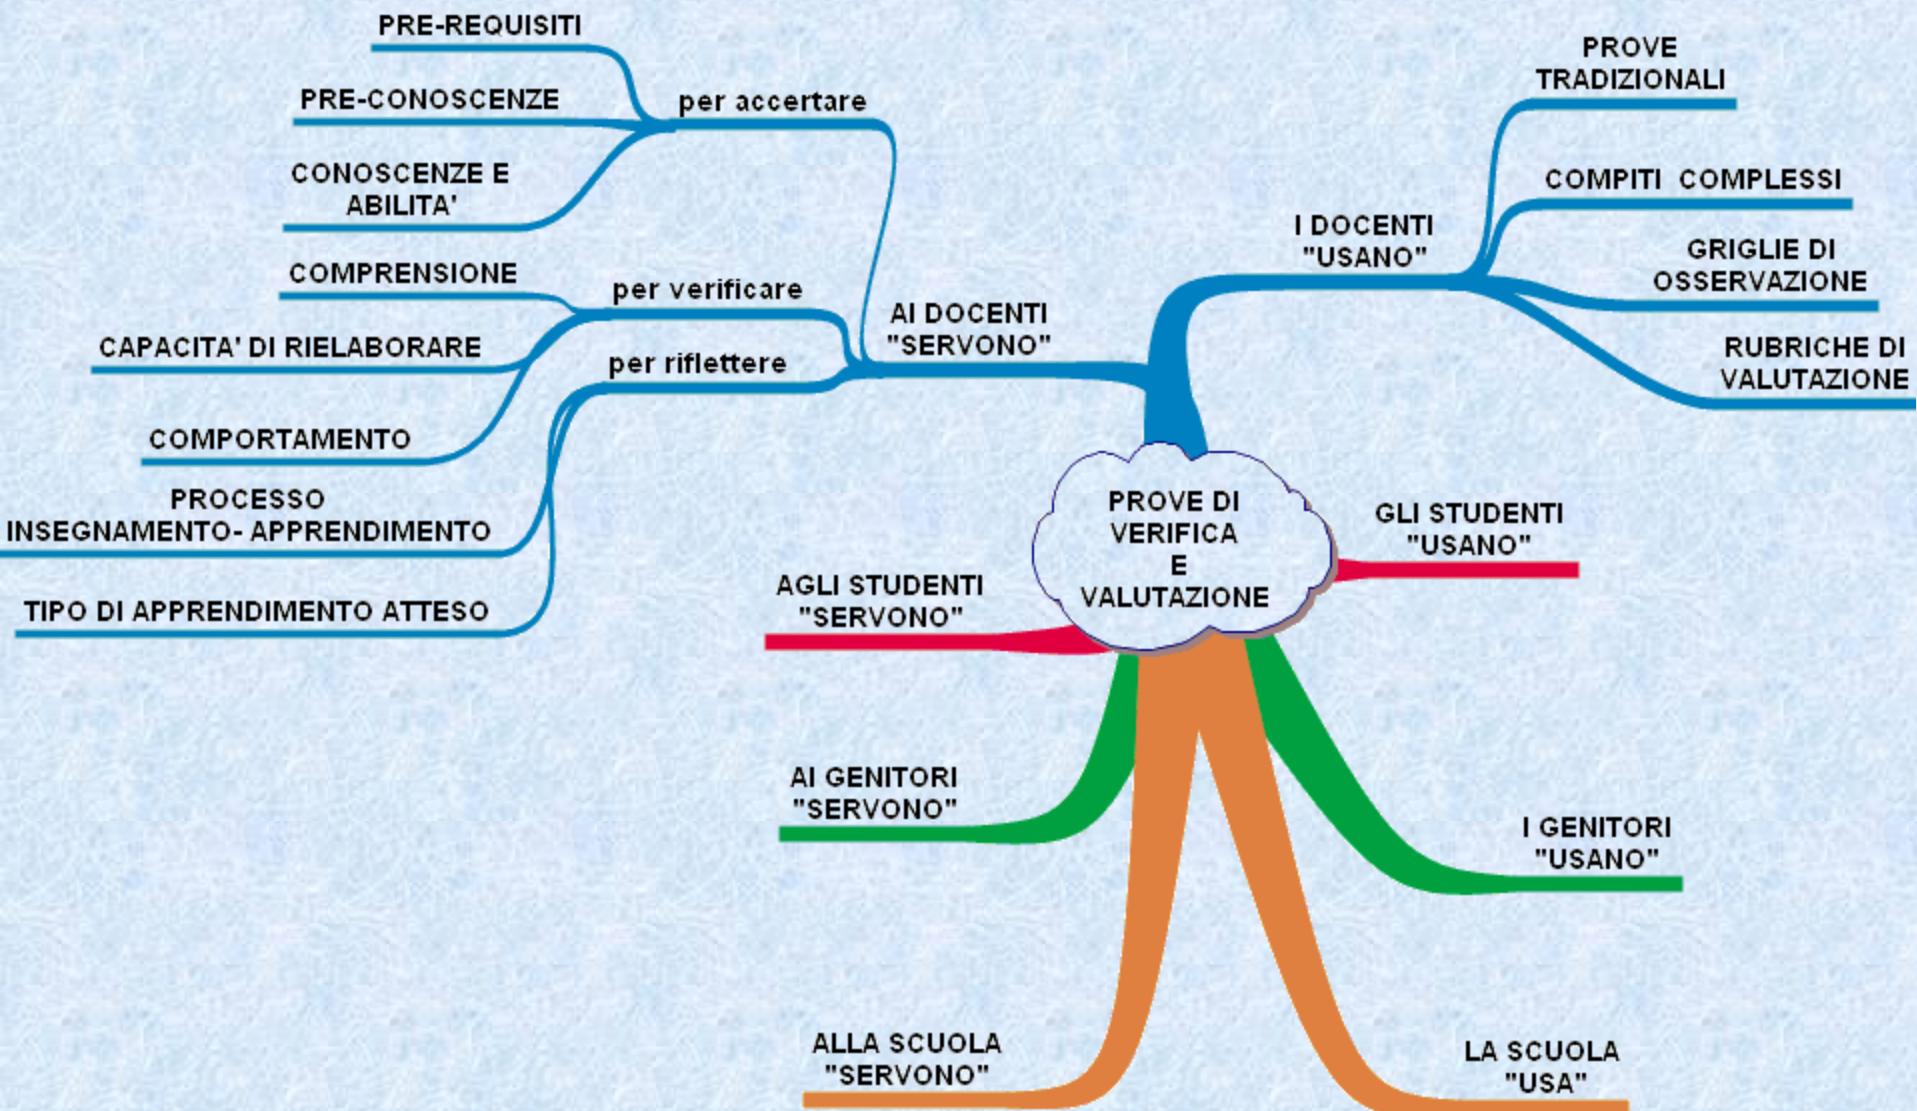 PRE-REQUISITI
PRE-CONOSCENZE
CONOSCENZE E
ABILITA'
per accertare
COMPRENSIONE
CAPACITA' DI RIELABORARE
COMPORTAMENTO
per verificare
PROCESSO
INSEGNAMENTO- APPRENDIMENTO
TIPO DI APPRENDIMENTO ATTESO
per riflettere
AI DOCENTI
"SERVONO"
I DOCENTI
"USANO"
PROVE
TRADIZIONALI
COMPITI  COMPLESSI
GRIGLIE DI
OSSERVAZIONE
RUBRICHE DI
VALUTAZIONE
PROVE DI
VERIFICA
E
VALUTAZIONE
GLI STUDENTI
"USANO"
AGLI STUDENTI
"SERVONO"
AI GENITORI
"SERVONO"
I GENITORI
"USANO"
ALLA SCUOLA
"SERVONO"
LA SCUOLA
"USA"